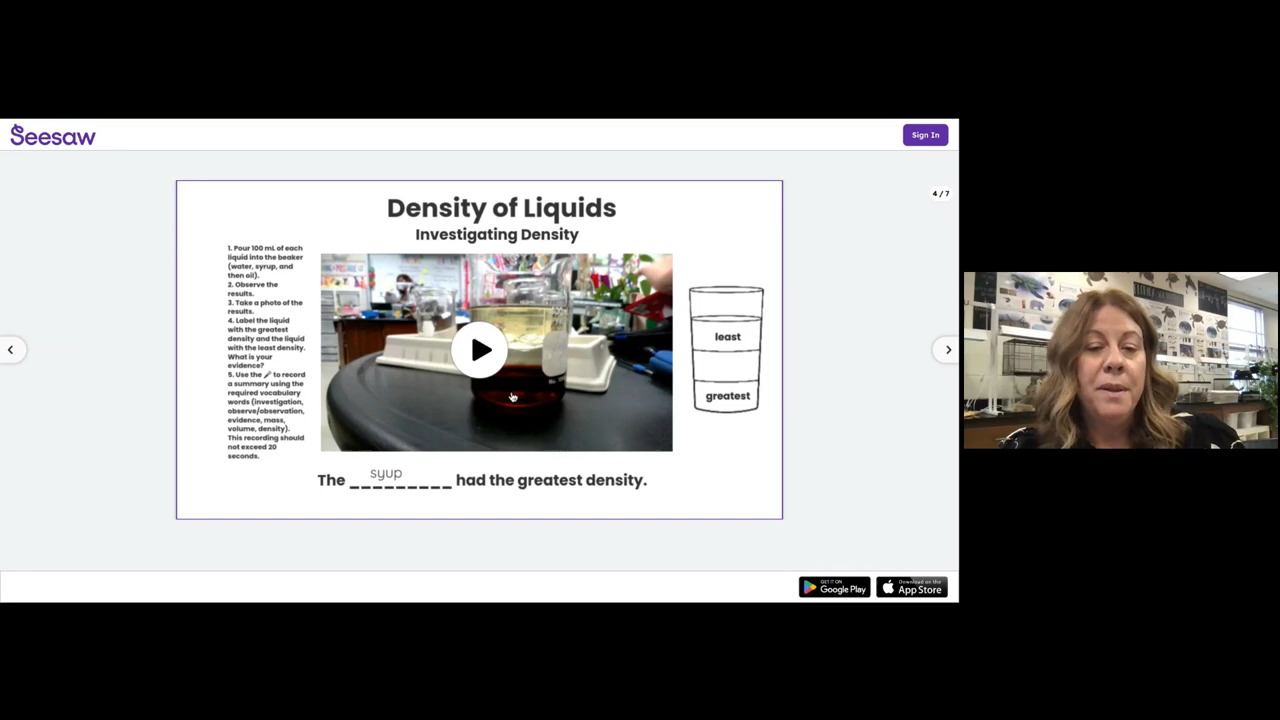 Seesaw
Sign In
4 / 7
Density of Liquids
Investigating Density
1. Pour 100 mL of each
liquid into the beaker
(water, syrup, and
then oil).
2. Observe the
results.
3. Take a photo of the
results.
4. Label the liquid
with the greatest
density and the liquid
with the least density.
What is your
evidence?
5. Use the 🎤 to record
a summary using the
required vocabulary
words (investigation,
observe/observation,
evidence, mass,
volume, density).
This recording should
not exceed 20
seconds.
least
greatest
syup
The _________ had the greatest density.
GET IT ON
Google Play
Download on the
App Store